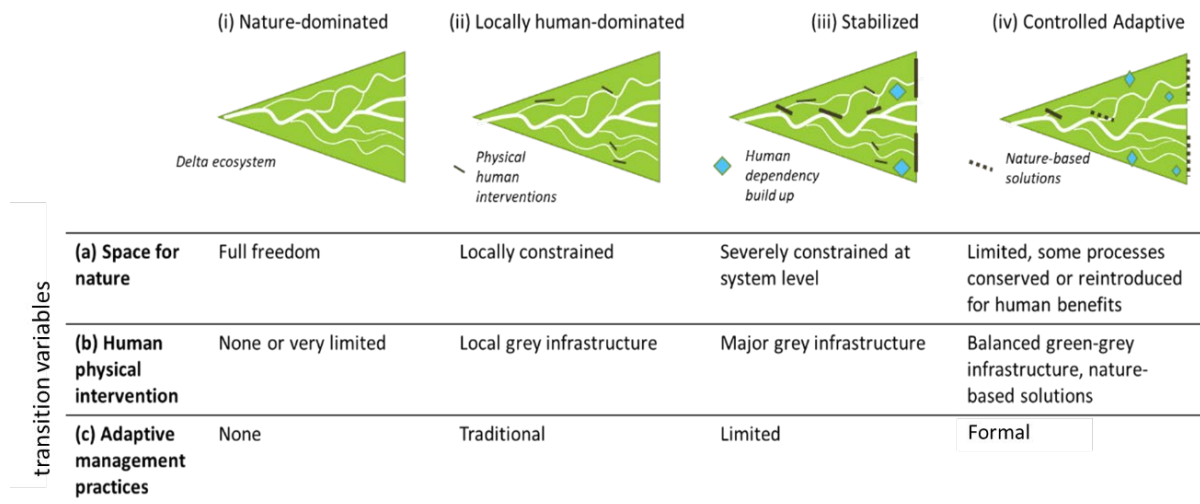 (i) Nature-dominated
(ii) Locally human-dominated
(iii) Stabilized
(iv) Controlled Adaptive
Delta ecosystem
Physical
human
interventions
Human
dependency
build up
Nature-based
solutions
transition variables
(a) Space for
nature
Full freedom
Locally constrained
Severely constrained at
system level
Limited, some processes
conserved or reintroduced
for human benefits
(b) Human
physical
intervention
None or very limited
Local grey infrastructure
Major grey infrastructure
Balanced green-grey
infrastructure, nature-
based solutions
(c) Adaptive
management
practices
None
Traditional
Limited
Formal